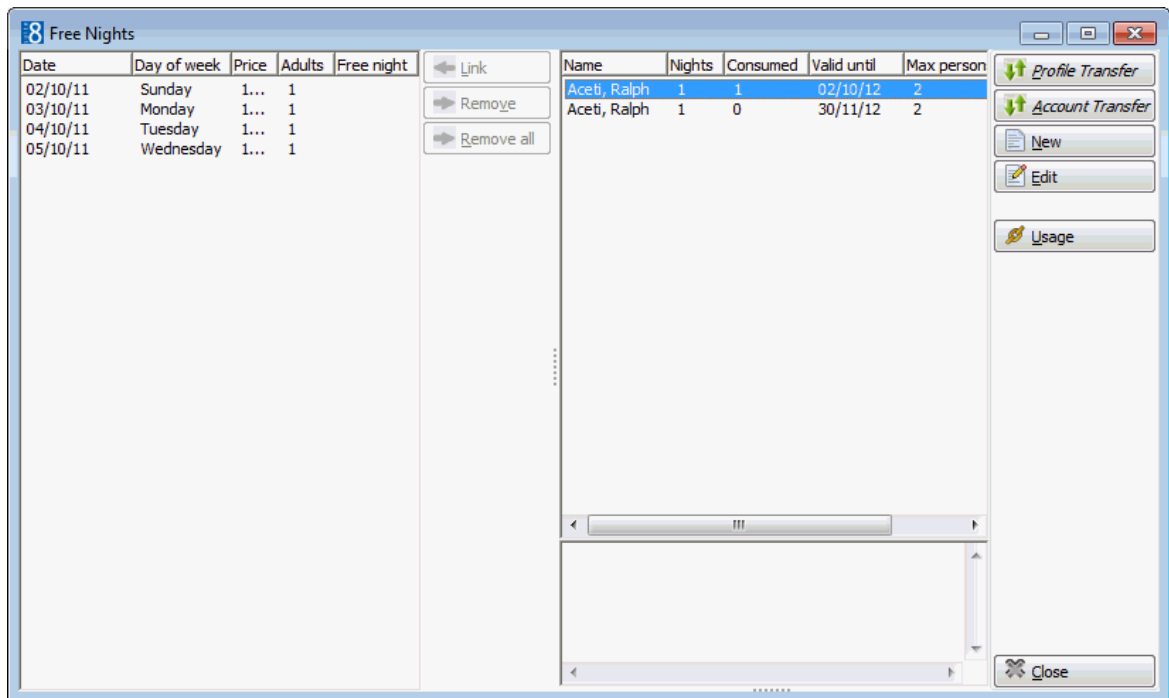 8 Free Nights
Date Day of week Price Adults Free night
02/10/11 Sunday 1... 1
03/10/11 Monday 1... 1
04/10/11 Tuesday 1... 1
05/10/11 Wednesday 1... 1
Link
Remove
Remove all
Name Nights Consumed Valid until Max person
Aceti, Ralph 1 1 02/10/12 2
Aceti, Ralph 1 0 30/11/12 2
Profile Transfer
Account Transfer
New
Edit
Usage
Close